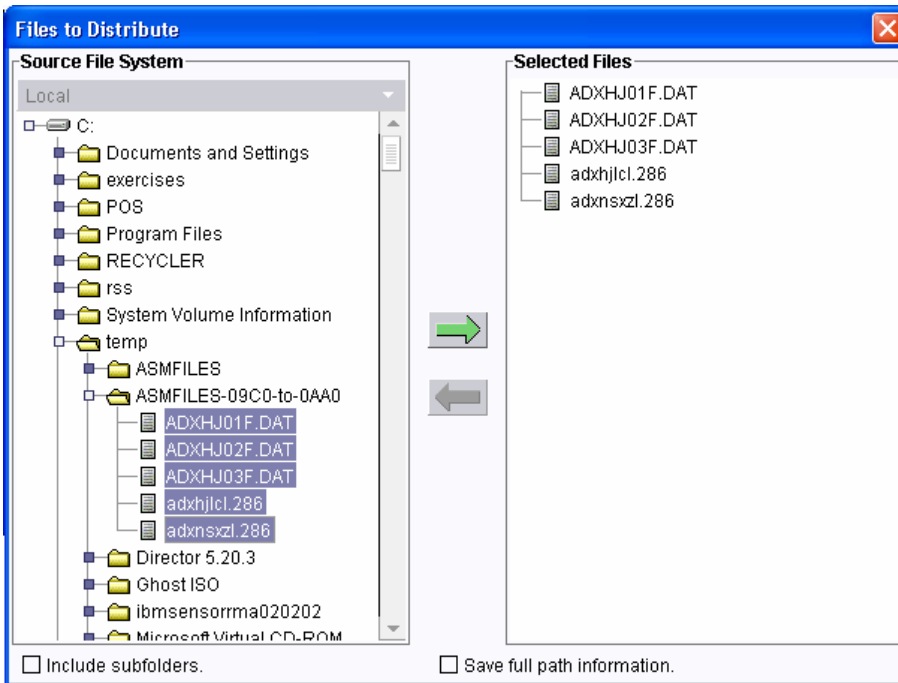 Files to Distribute
Source File System
Local
C:
Documents and Settings
exercises
POS
Program Files
RECYCLER
rss
System Volume Information
temp
ASMFILES
ASMFILES-09C0-to-0AA0
ADXHJ01F.DAT
ADXHJ02F.DAT
ADXHJ03F.DAT
adxhjlcl.286
adxnsxzl.286
Director 5.20.3
Ghost ISO
ibmsensorrma020202
Microsoft Virtual CD-ROM
Include subfolders.
Selected Files
ADXHJ01F.DAT
ADXHJ02F.DAT
ADXHJ03F.DAT
adxhjlcl.286
adxnsxzl.286
Save full path information.